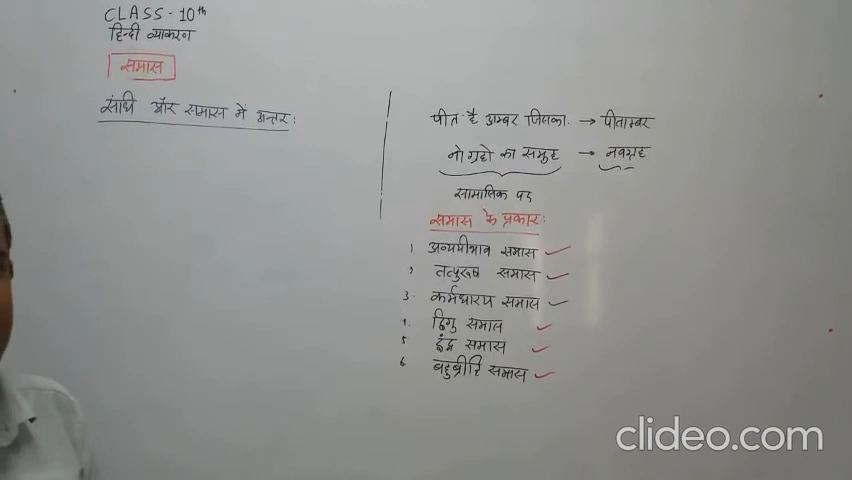 CLASS - 10th
हिन्दी व्याकरण
समास
संधि और समास में अन्तर :
पीत है अम्बर जिसका → पीताम्बर
नौ ग्रहो का समुह → नवग्रह
सामासिक पद
समास के प्रकार :
1. अव्ययीभाव समास ✓
2 तत्पुरुष समास ✓
3. कर्मधारय समास ✓
4. द्विगु समास ✓
5 द्वंद्व समास ✓
6 बहुब्रीहि समास ✓
clideo.com